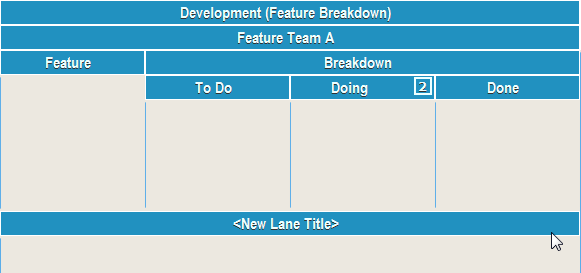 Development (Feature Breakdown)
Feature Team A
Feature Breakdown
To Do Doing 2 Done
<New Lane Title>